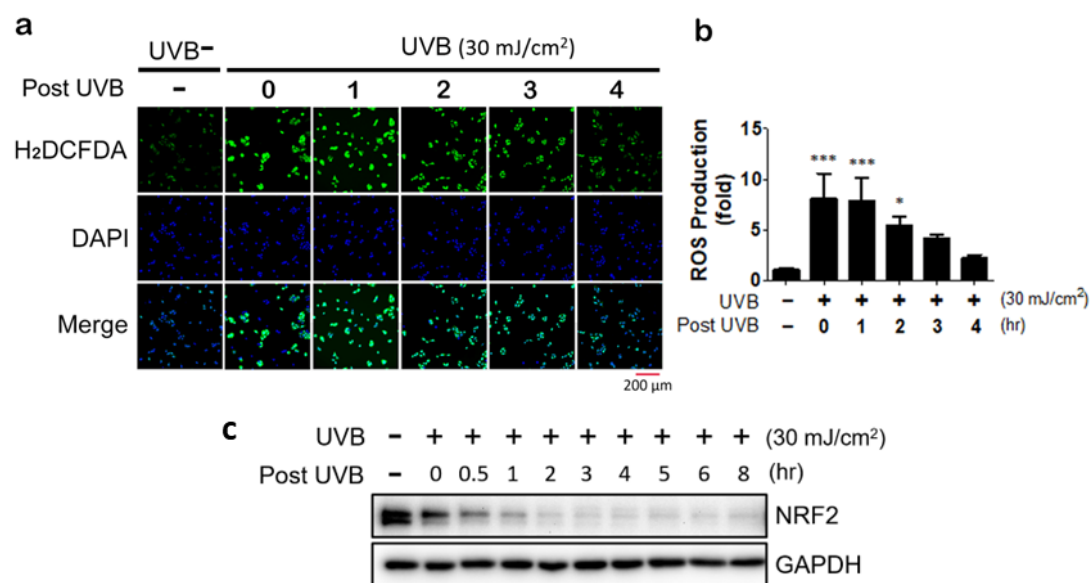 a
UVB– UVB (30 mJ/cm²)
Post UVB – 0 1 2 3 4
H₂DCFDA
DAPI
Merge
200 µm
b
ROS Production
(fold)
15
10
5
0
*** *** *
UVB – + + + + + (30 mJ/cm²)
Post UVB – 0 1 2 3 4 (hr)
c
UVB – + + + + + + + + + (30 mJ/cm²)
Post UVB – 0 0.5 1 2 3 4 5 6 8 (hr)
NRF2
GAPDH